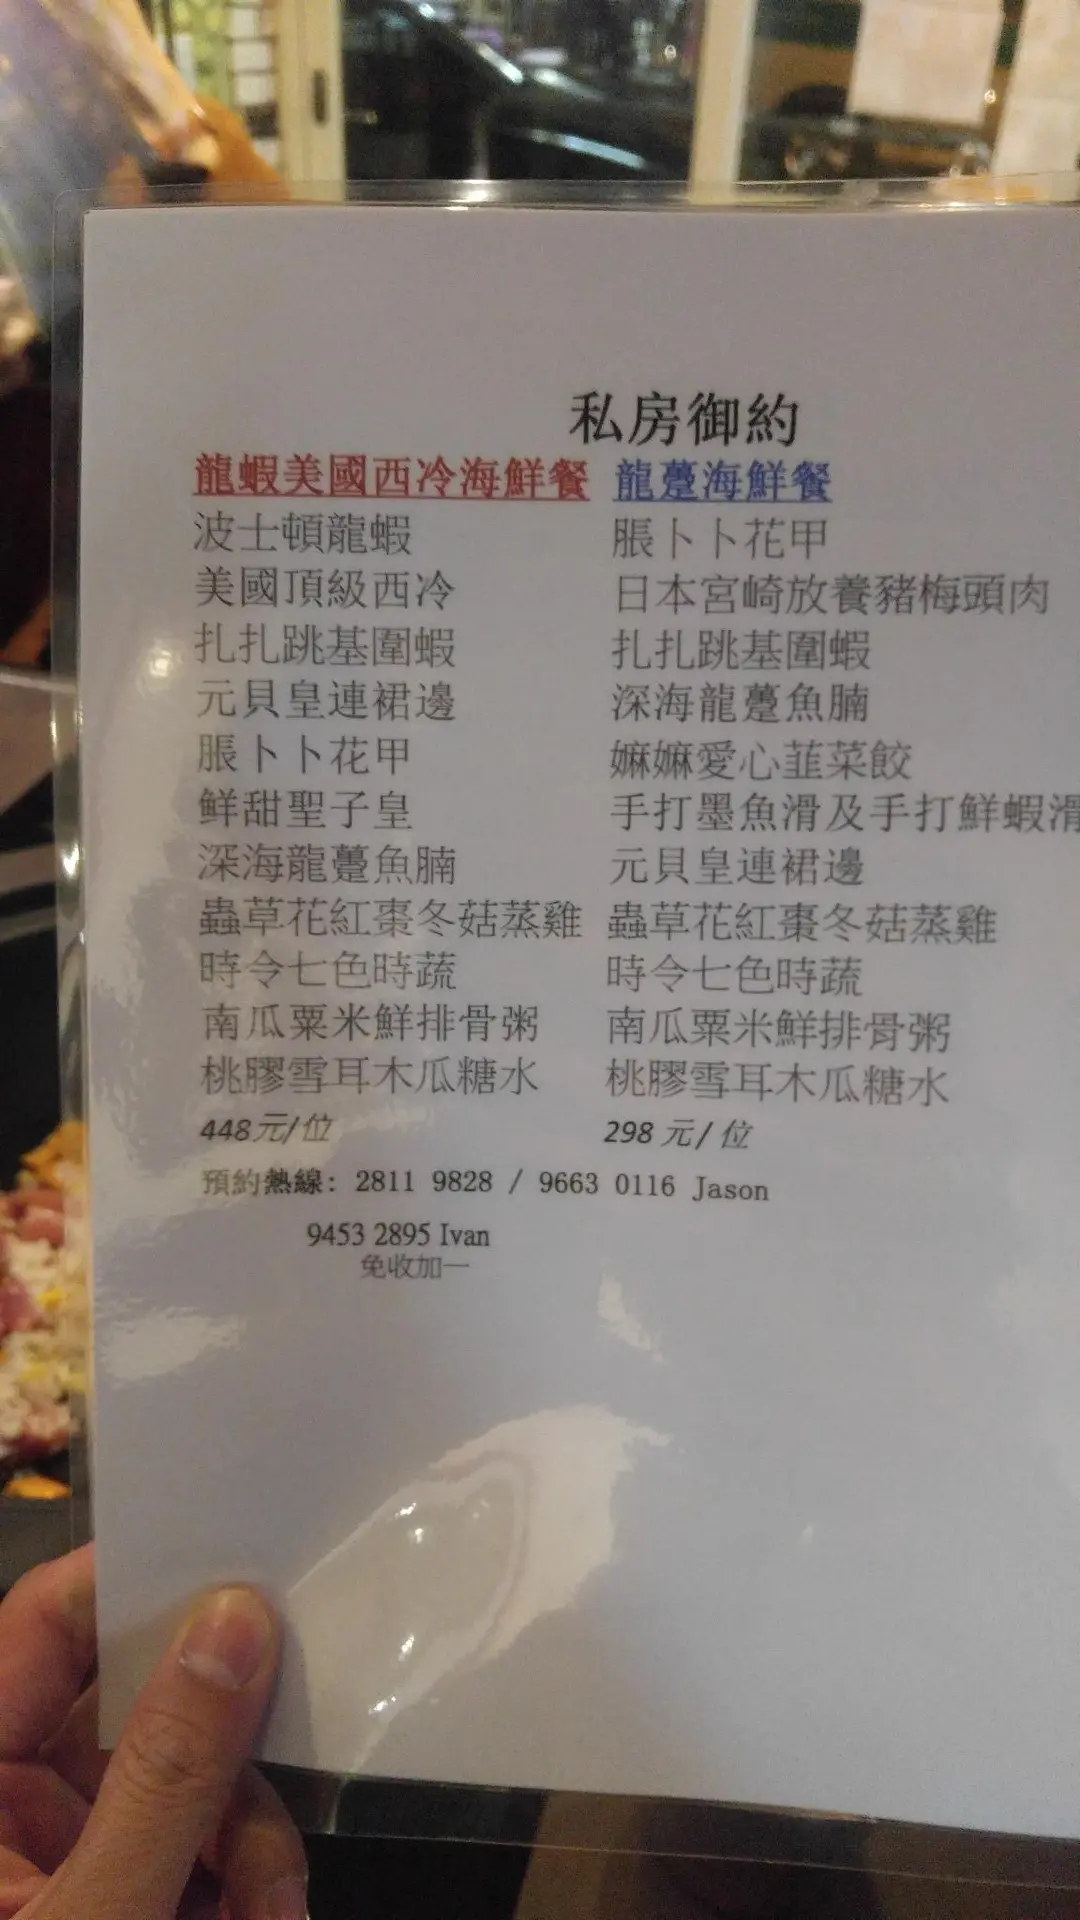 私房御約
龍蝦美國西冷海鮮餐
波士頓龍蝦
美國頂級西冷
扎扎跳基圍蝦
元貝皇連裙邊
脹卜卜花甲
鮮甜聖子皇
深海龍躉魚腩
蟲草花紅棗冬菇蒸雞
時令七色時蔬
南瓜粟米鮮排骨粥
桃膠雪耳木瓜糖水
448元/位
龍躉海鮮餐
脹卜卜花甲
日本宮崎放養豬梅頭肉
扎扎跳基圍蝦
深海龍躉魚腩
嫲嫲愛心韮菜餃
手打墨魚滑及手打鮮蝦滑
元貝皇連裙邊
蟲草花紅棗冬菇蒸雞
時令七色時蔬
南瓜粟米鮮排骨粥
桃膠雪耳木瓜糖水
298 元/ 位
預約熱線: 2811 9828 / 9663 0116 Jason
9453 2895 Ivan
免收加一